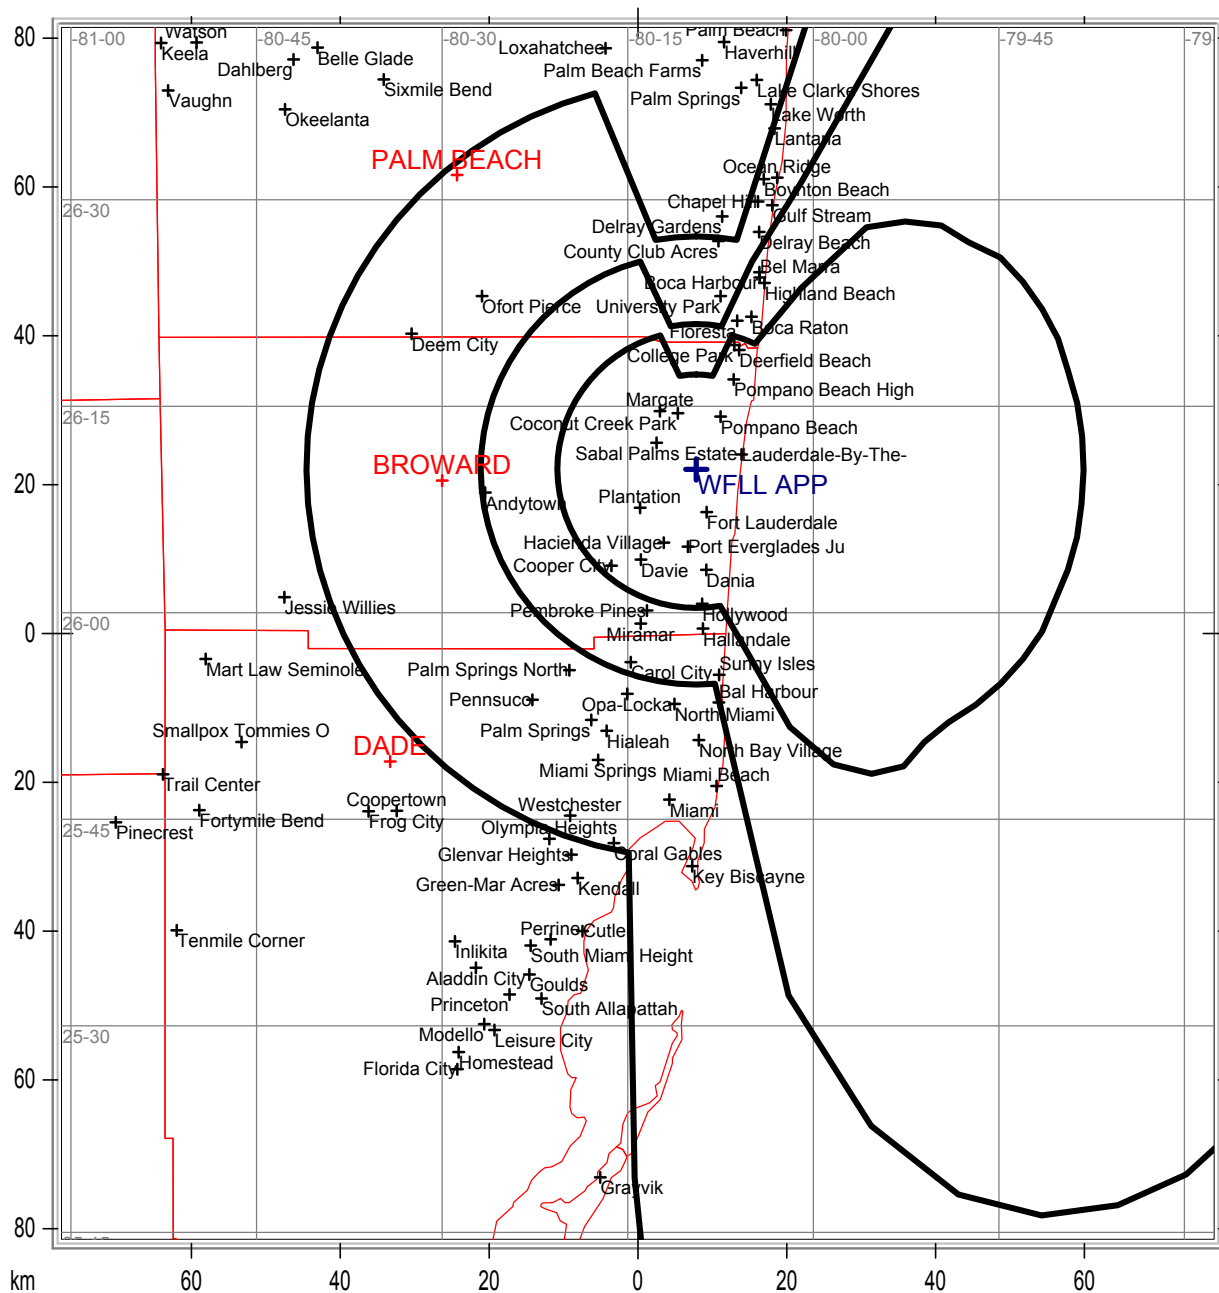 80
-81-00
Watson
-80-45
-80-30
-80-15
Palm Beach
-80-00
-79-45
-79-
Keela
Belle Glade
Loxahatchee
Haverhill
Dahlberg
Palm Beach Farms
Vaughn
Sixmile Bend
Palm Springs
Lake Clarke Shores
Okeelanta
Lake Worth
Lantana
PALM BEACH
60
Ocean Ridge
Boynton Beach
Chapel Hill
26-30
Gulf Stream
Delray Gardens
Delray Beach
County Club Acres
Bel Marra
Boca Harbour
Highland Beach
Ofort Pierce
University Park
40
Floresta
Boca Raton
Deem City
College Park
Deerfield Beach
Pompano Beach High
Margate
26-15
Coconut Creek Park
Pompano Beach
Sabal Palms Estate
Lauderdale-By-The-
BROWARD
20
WFLL APP
Plantation
Andytown
Fort Lauderdale
Hacienda Village
Port Everglades Ju
Cooper City
Davie
Dania
Jessie Willies
Pembroke Pines
Hollywood
26-00
0
Miramar
Hallandale
Mart Law Seminole
Palm Springs North
Carol City
Sunny Isles
Pennsuco
Opa-Locka
Bal Harbour
North Miami
Smallpox Tommies O
Palm Springs
Hialeah
DADE
North Bay Village
Miami Springs
Miami Beach
20
Trail Center
Coopertown
Westchester
Miami
Fortymile Bend
Frog City
25-45
Pinecrest
Olympia Heights
Glenvar Heights
Coral Gables
Key Biscayne
Green-Mar Acres
Kendall
40
Tenmile Corner
Perrine
Cutler
Inlikita
South Miami Height
Aladdin City
Goulds
Princeton
South Allapattah
25-30
Modello
Leisure City
Homestead
60
Florida City
Grayvik
80
km
60
40
20
0
20
40
60